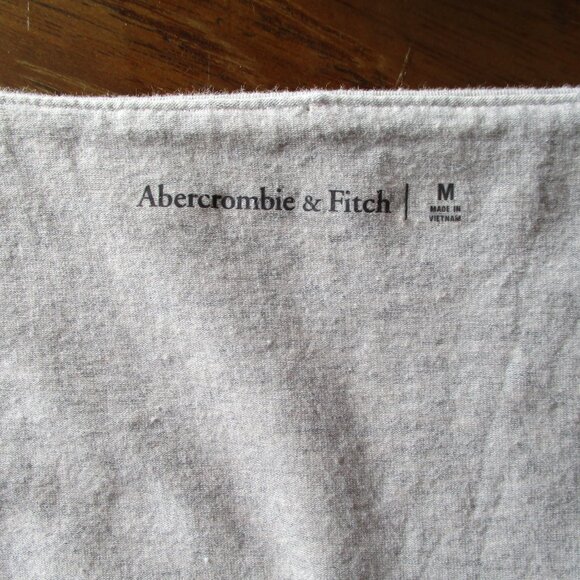 Abercrombie & Fitch | M
MADE IN
VIETNAM